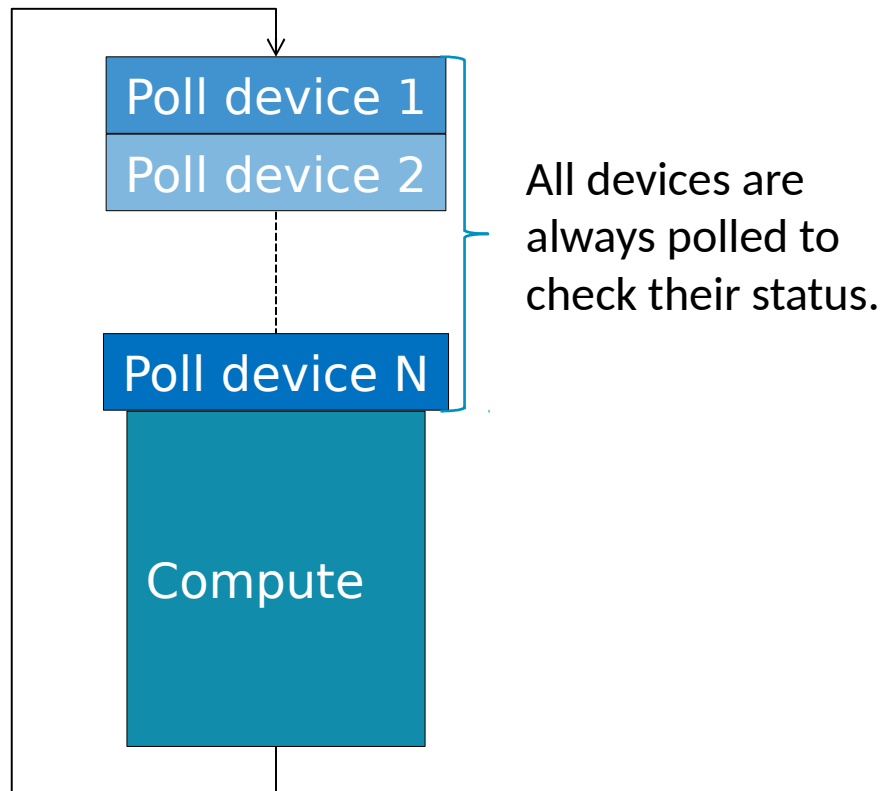 Poll device 1
Poll device 2
All devices are
always polled to
check their status.
Poll device N
Compute